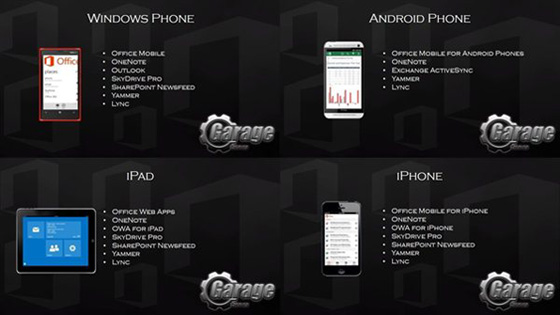 Windows Phone
Office Mobile
OneNote
Outlook
SkyDrive Pro
SharePoint Newsfeed
Yammer
Lync
Office
places
Garage
Android Phone
Office Mobile for Android Phones
OneNote
Exchange ActiveSync
Yammer
Lync
Garage
iPad
Office Web Apps
OneNote
OWA for iPad
SkyDrive Pro
SharePoint Newsfeed
Yammer
Lync
Garage
iPhone
Office Mobile for iPhone
OneNote
OWA for iPhone
SkyDrive Pro
SharePoint Newsfeed
Yammer
Lync
Garage